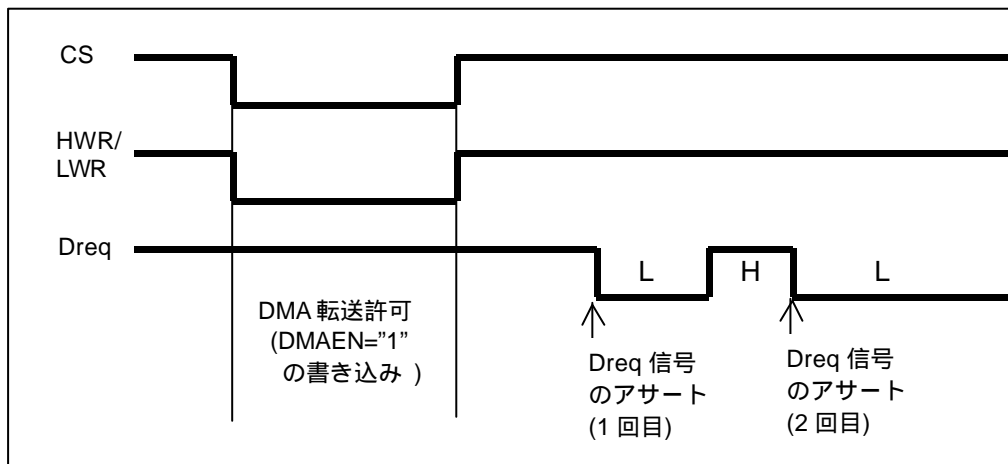 CS
HWR/
LWR
Dreq
L
H
L
DMA 転送許可
(DMAEN="1"
の書き込み )
Dreq 信号
のアサート
(1 回目)
Dreq 信号
のアサート
(2 回目)